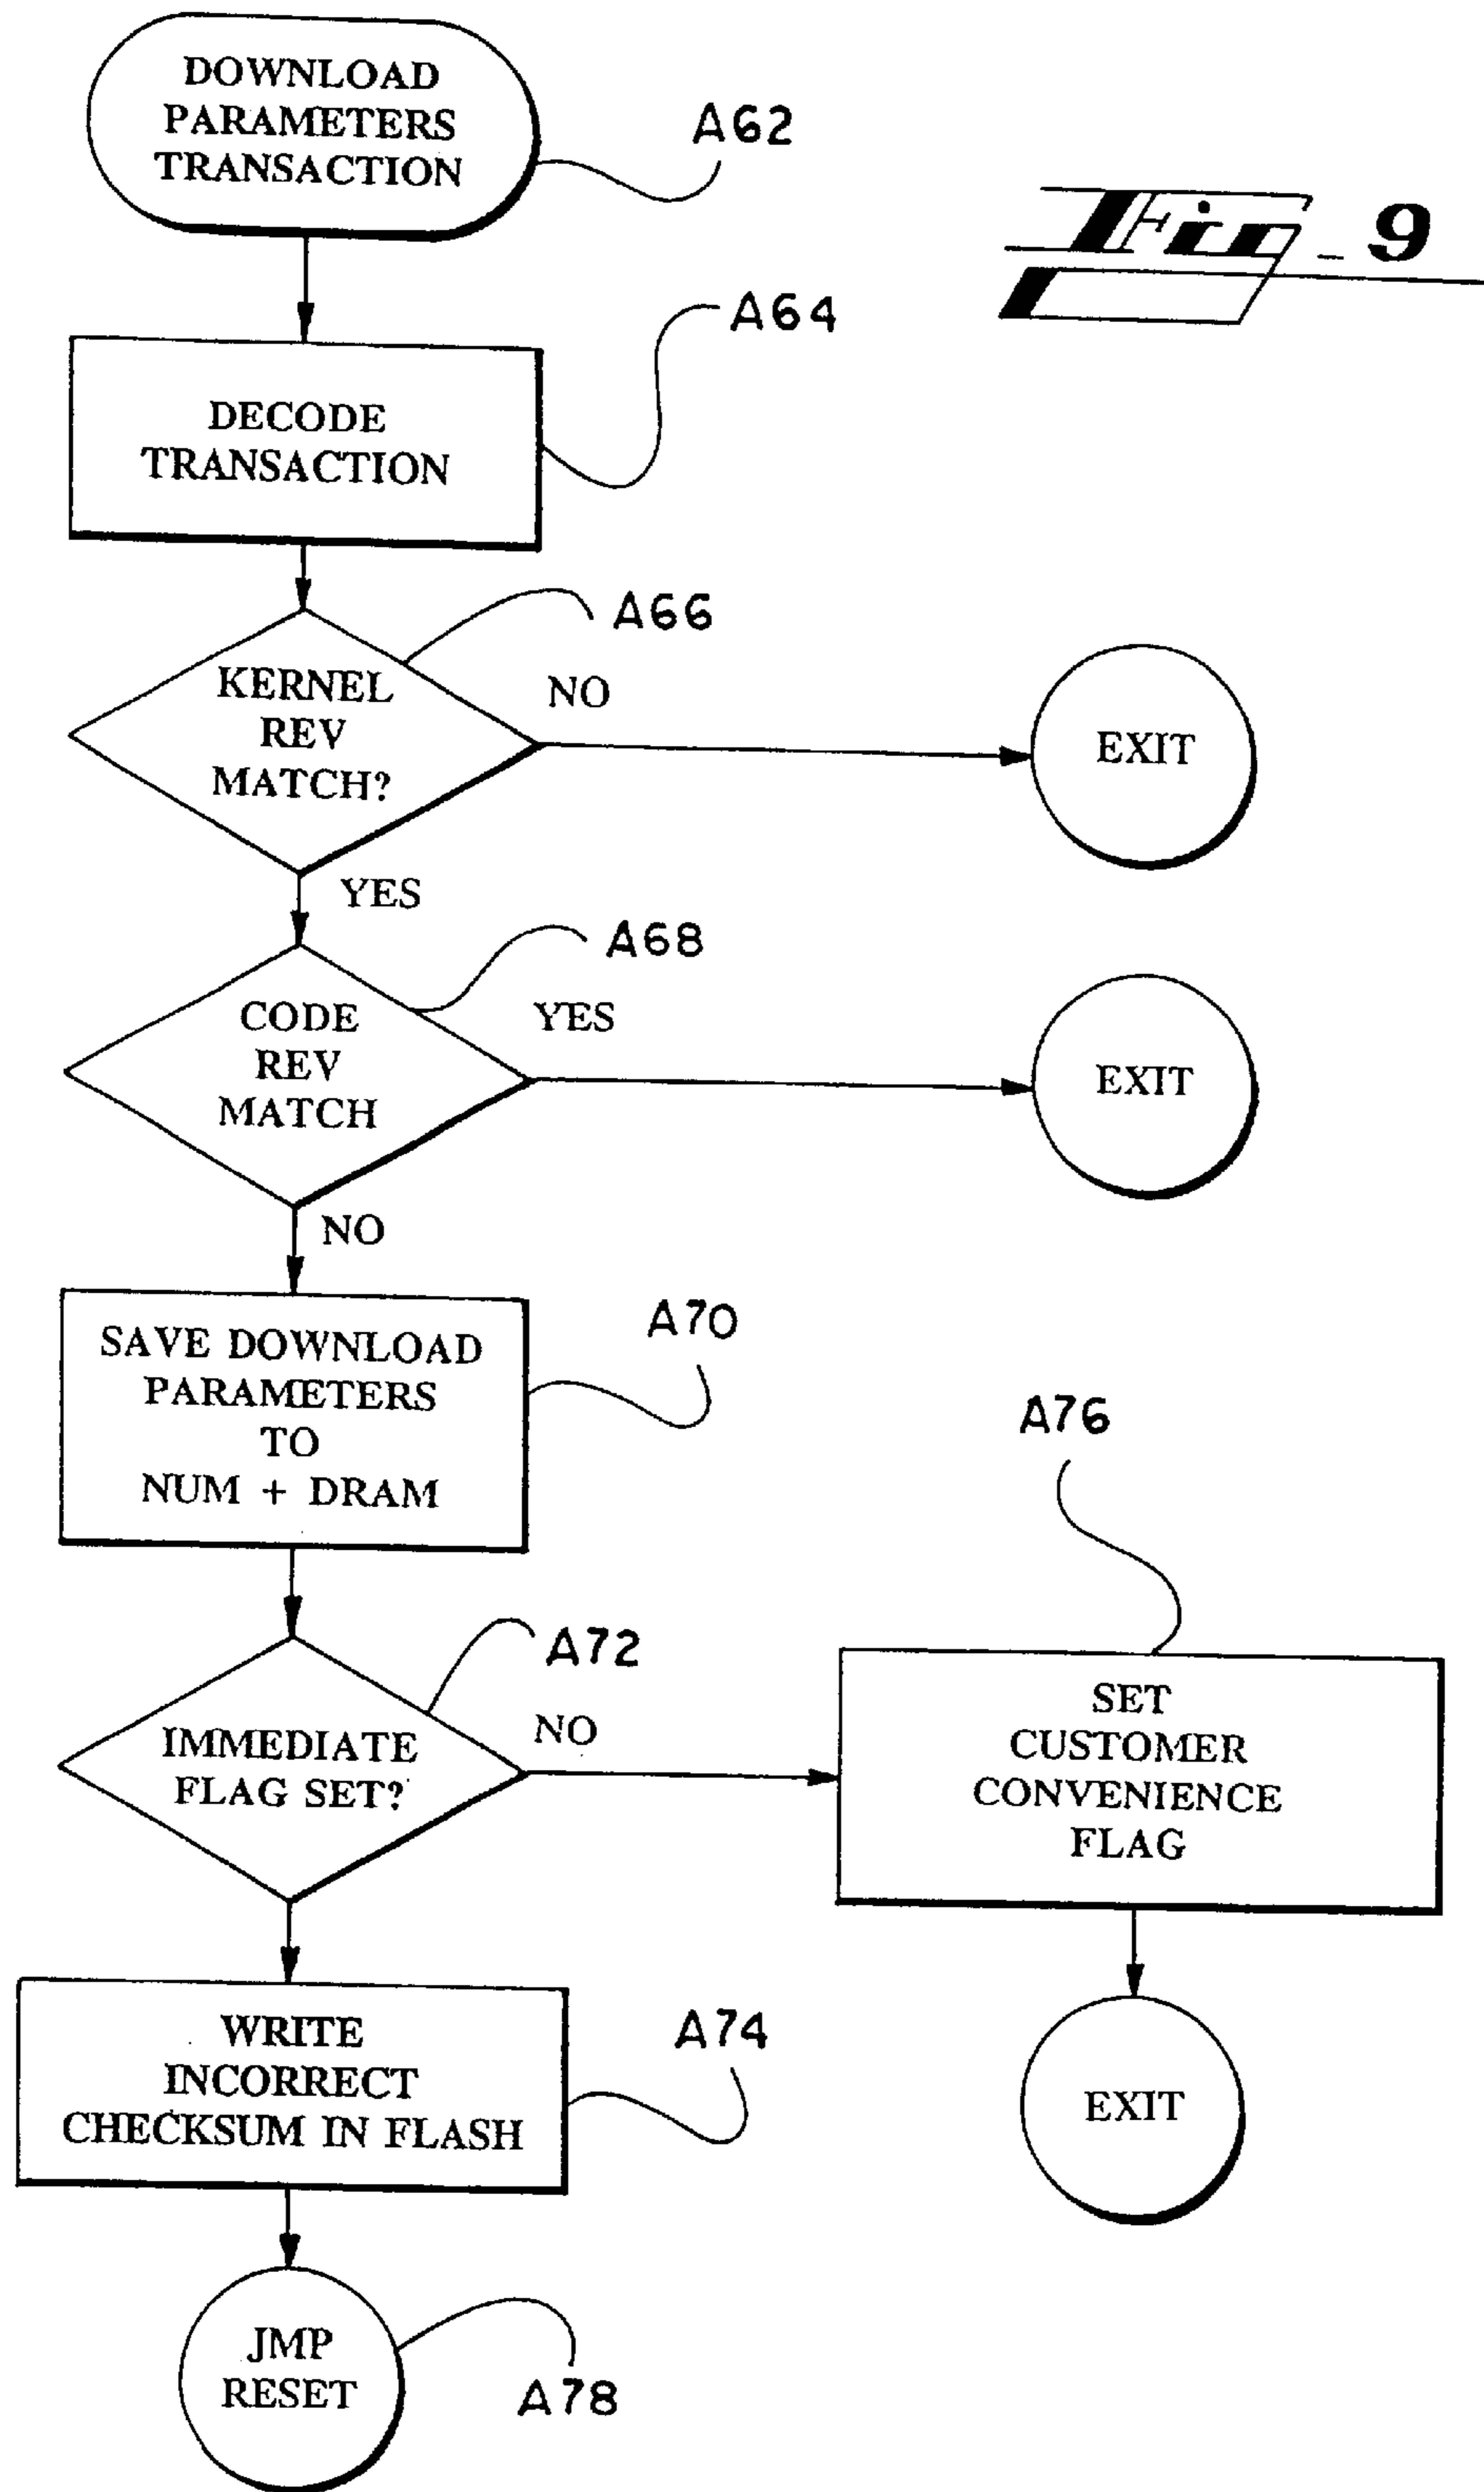 DOWNLOAD
PARAMETERS
TRANSACTION
A62
Fig_9
A64
DECODE
TRANSACTION
A66
KERNEL
REV
MATCH?
NO
EXIT
YES
A68
CODE
REV
MATCH
YES
EXIT
NO
A70
SAVE DOWNLOAD
PARAMETERS
TO
NUM + DRAM
A76
A72
IMMEDIATE
FLAG SET?
NO
SET
CUSTOMER
CONVENIENCE
FLAG
WRITE
INCORRECT
CHECKSUM IN FLASH
A74
EXIT
JMP
RESET
A78